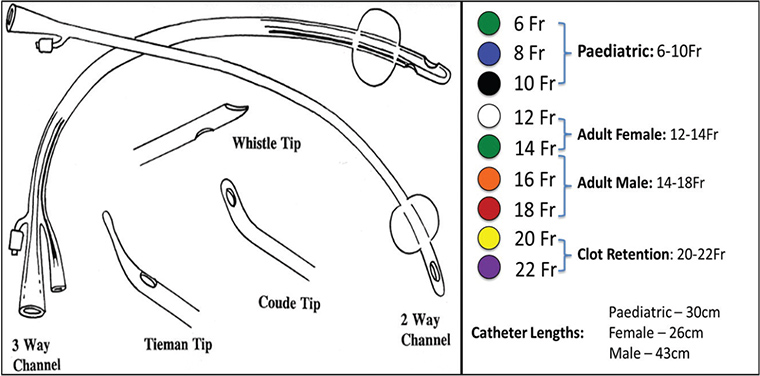 Whistle Tip
Coude Tip
Tieman Tip
3 Way
Channel
2 Way
Channel
6 Fr
8 Fr
10 Fr
12 Fr
14 Fr
16 Fr
18 Fr
20 Fr
22 Fr
Paediatric: 6-10Fr
Adult Female: 12-14Fr
Adult Male: 14-18Fr
Clot Retention: 20-22Fr
Catheter Lengths:
Paediatric – 30cm
Female – 26cm
Male – 43cm